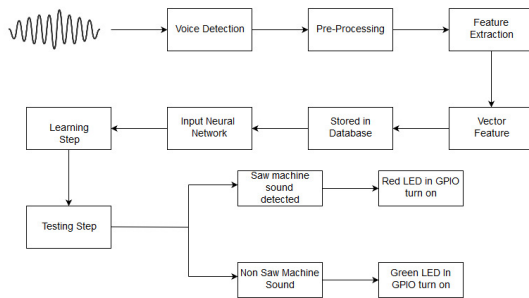 Voice Detection
Pre-Processing
Feature
Extraction
Learning
Step
Input Neural
Network
Stored in
Database
Vector
Feature
Testing Step
Saw machine
sound
detected
Red LED in GPIO
turn on
Non Saw Machine
Sound
Green LED In
GPIO turn on